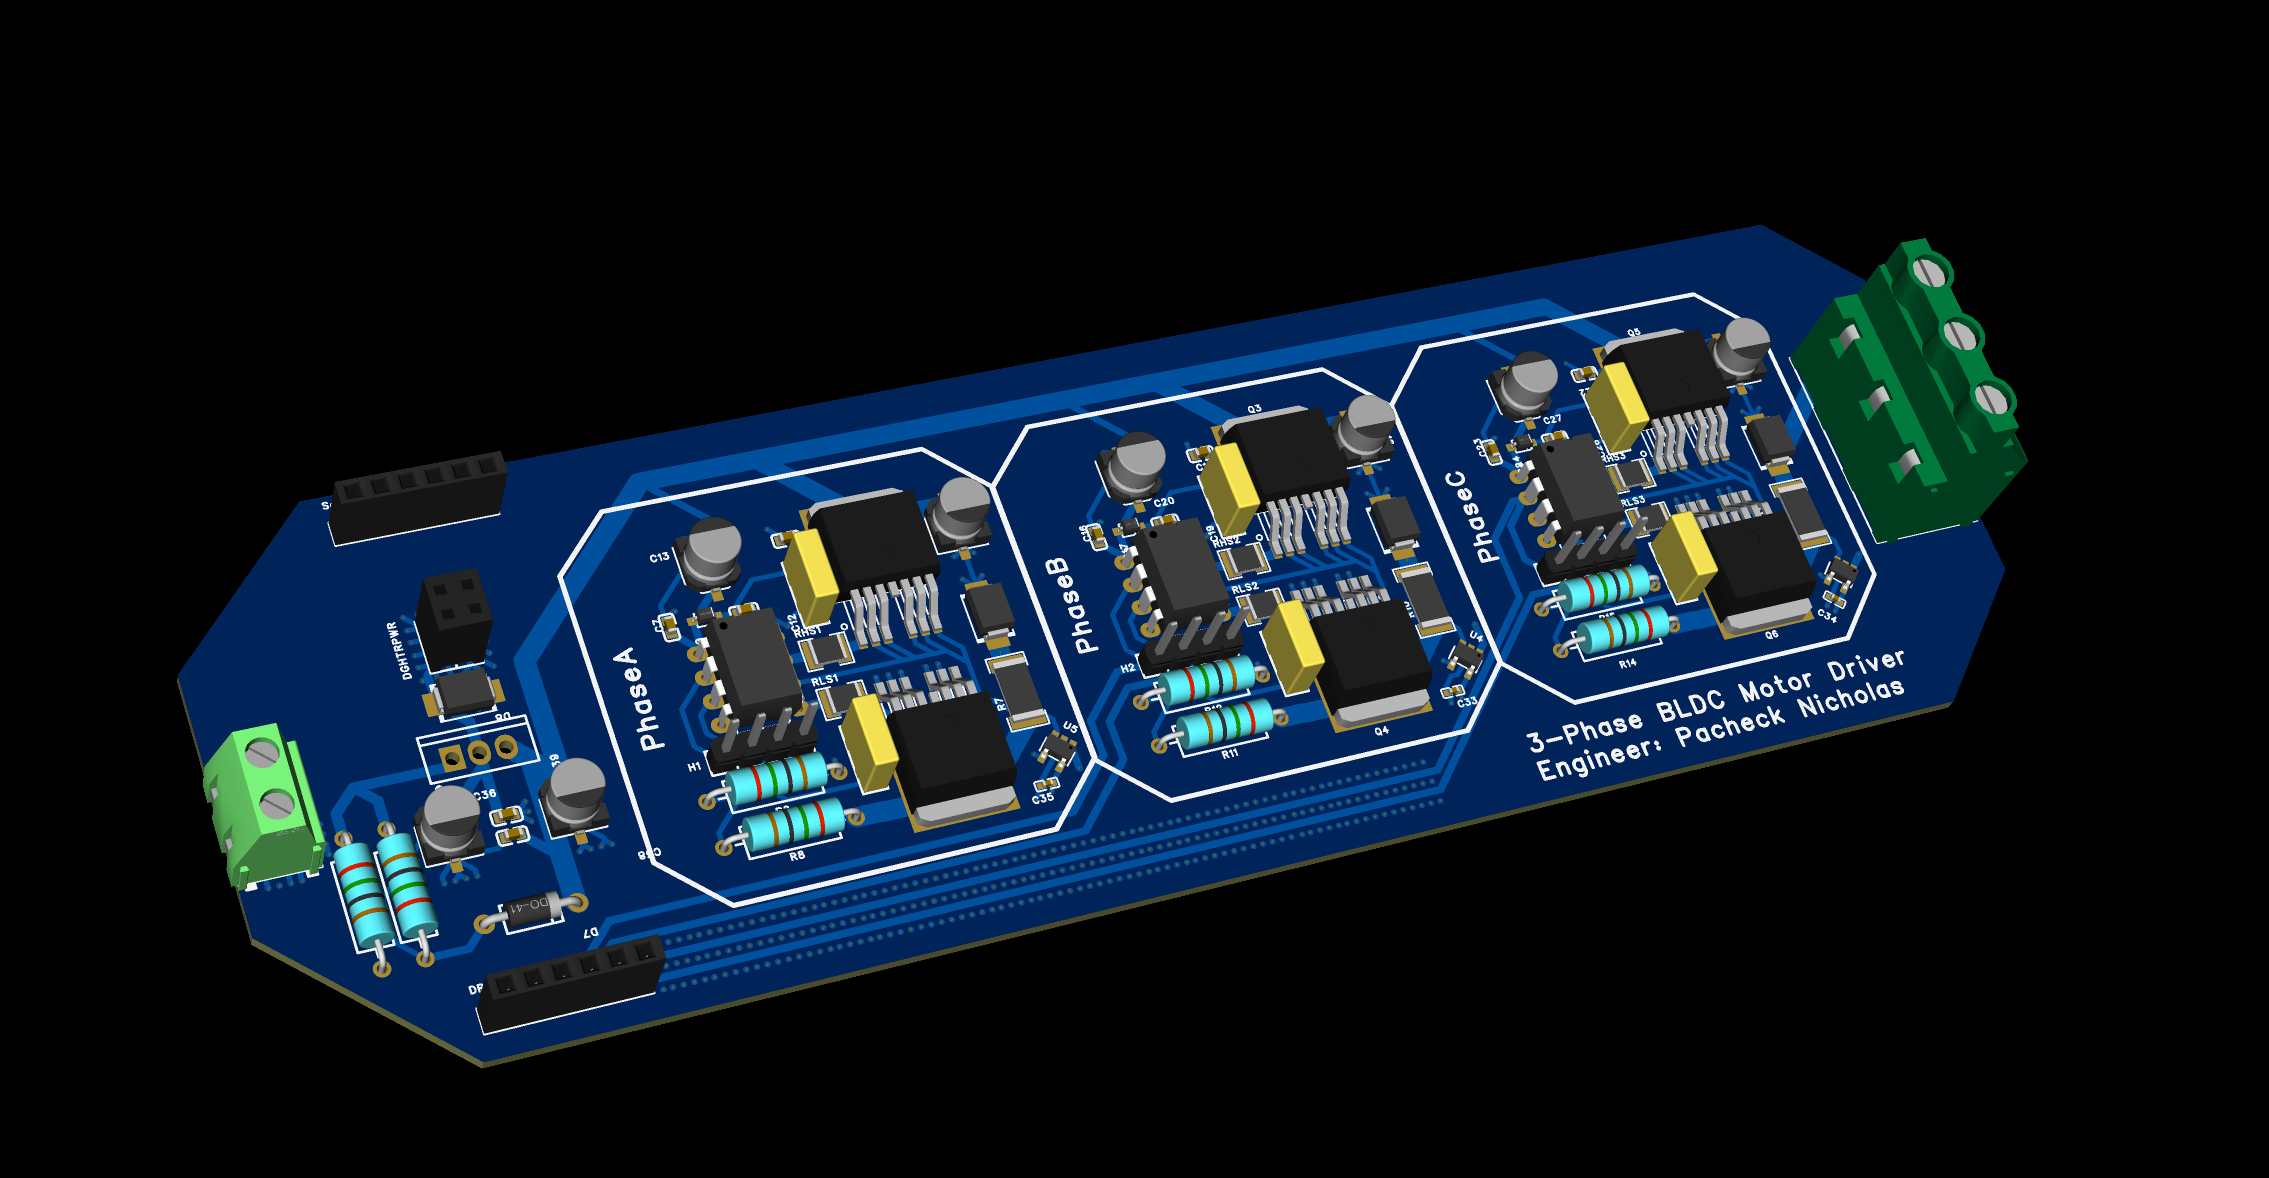 Q5
C27
RHS3
RLS3
PhaseC
C34
Q6
R14
Q3
C20
RHS2
RLS2
PhaseB
H2
U4
C33
Q4
R11
C13
RHS1
RLS1
PhaseA
H1
R7
U5
C35
R8
DGHTRPWR
C36
DO-41
D7
3-Phase BLDC Motor Driver
Engineer: Pacheck Nicholas